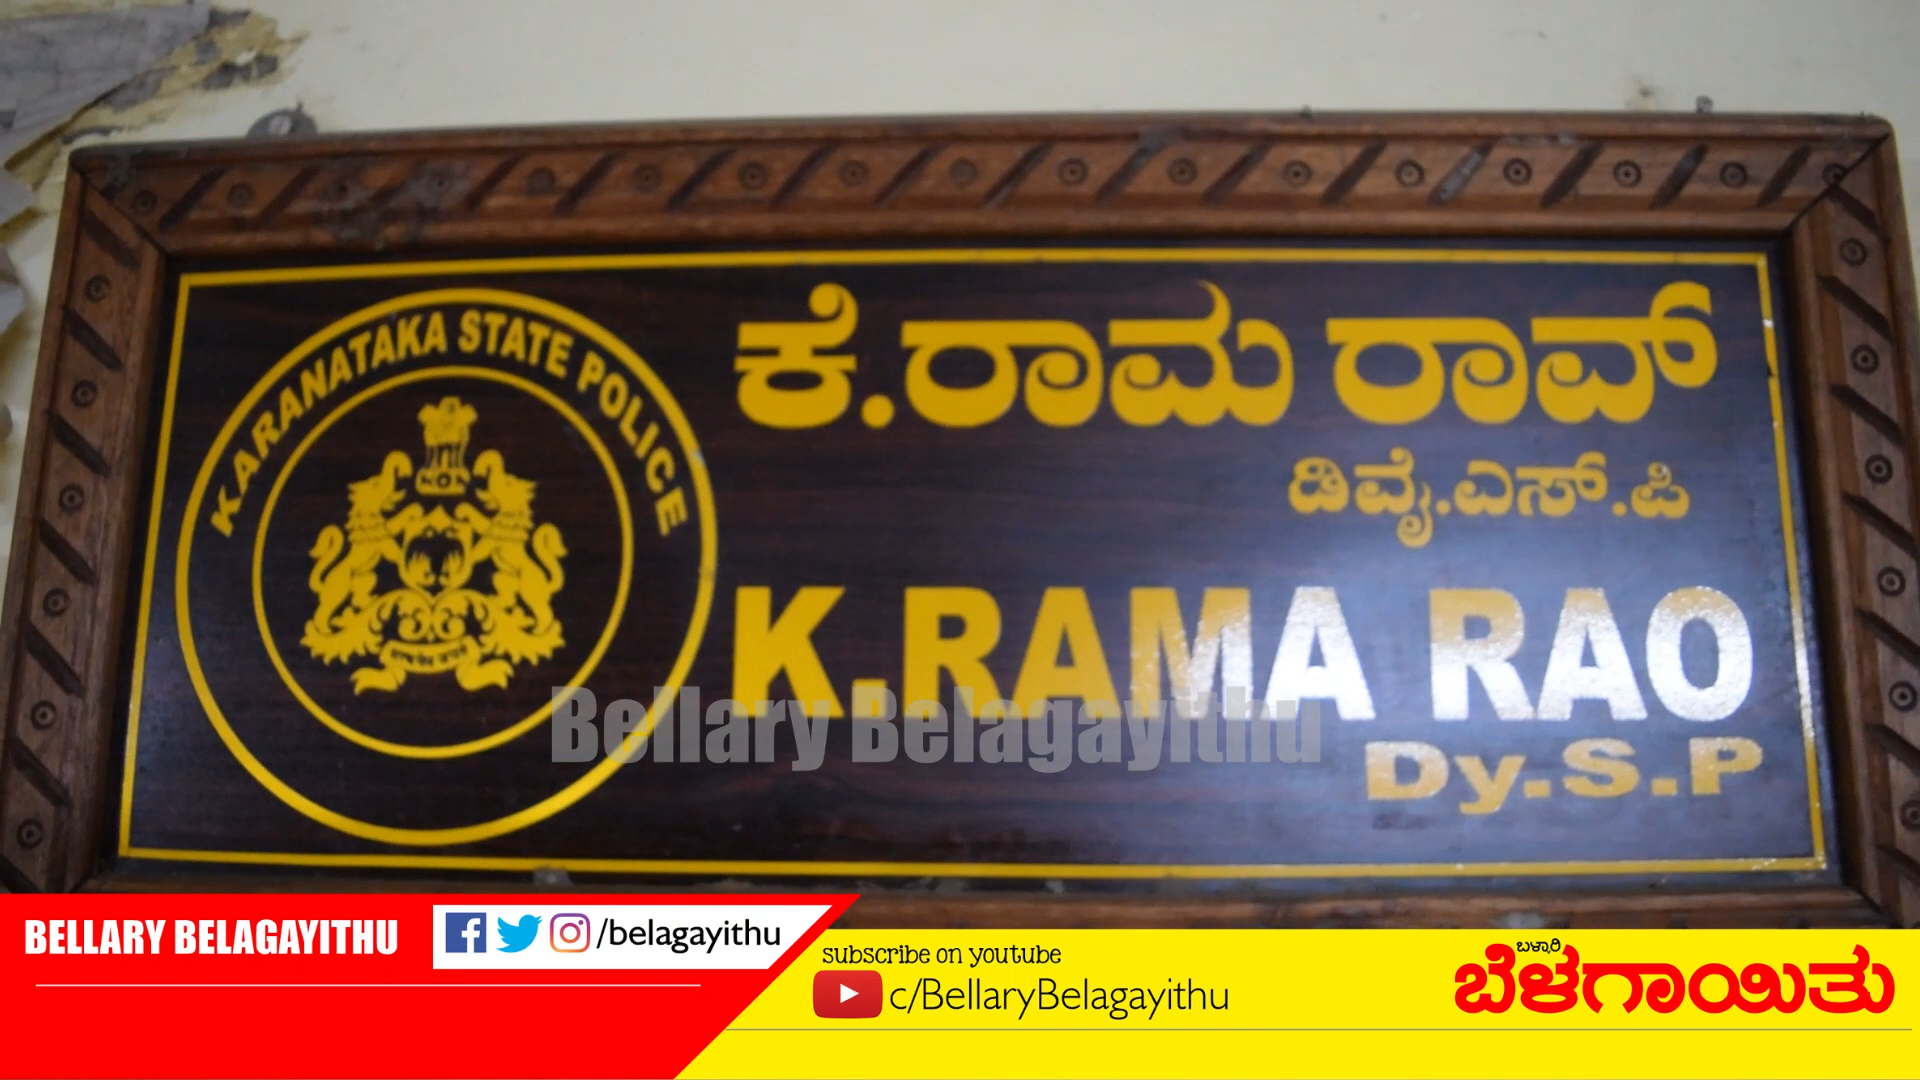 KARANATAKA STATE POLICE
ಕೆ.ರಾಮ ರಾವ್
ಡಿವೈ.ಎಸ್.ಪಿ
K.RAMA RAO
Dy.S.P
Bellary Belagayithu
BELLARY BELAGAYITHU
/belagayithu
subscribe on youtube
c/BellaryBelagayithu
ಬಳ್ಳಾರಿ
ಬೆಳಗಾಯಿತು